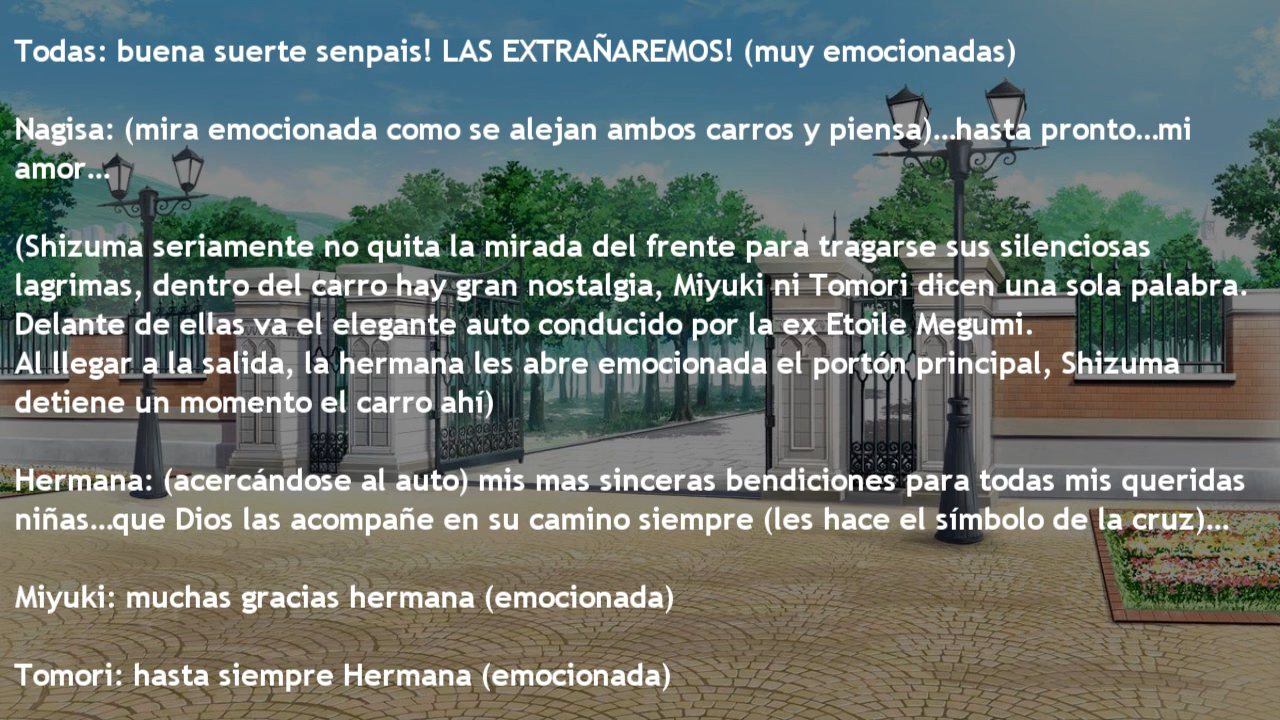 Todas: buena suerte senpais! LAS EXTRAÑAREMOS! (muy emocionadas)
Nagisa: (mira emocionada como se alejan ambos carros y piensa)...hasta pronto...mi
amor...
(Shizuma seriamente no quita la mirada del frente para tragarse sus silenciosas
lagrimas, dentro del carro hay gran nostalgia, Miyuki ni Tomori dicen una sola palabra.
Delante de ellas va el elegante auto conducido por la ex Etoile Megumi.
Al llegar a la salida, la hermana les abre emocionada el portón principal, Shizuma
detiene un momento el carro ahí)
Hermana: (acercándose al auto) mis mas sinceras bendiciones para todas mis queridas
niñas...que Dios las acompañe en su camino siempre (les hace el símbolo de la cruz)...
Miyuki: muchas gracias hermana (emocionada)
Tomori: hasta siempre Hermana (emocionada)